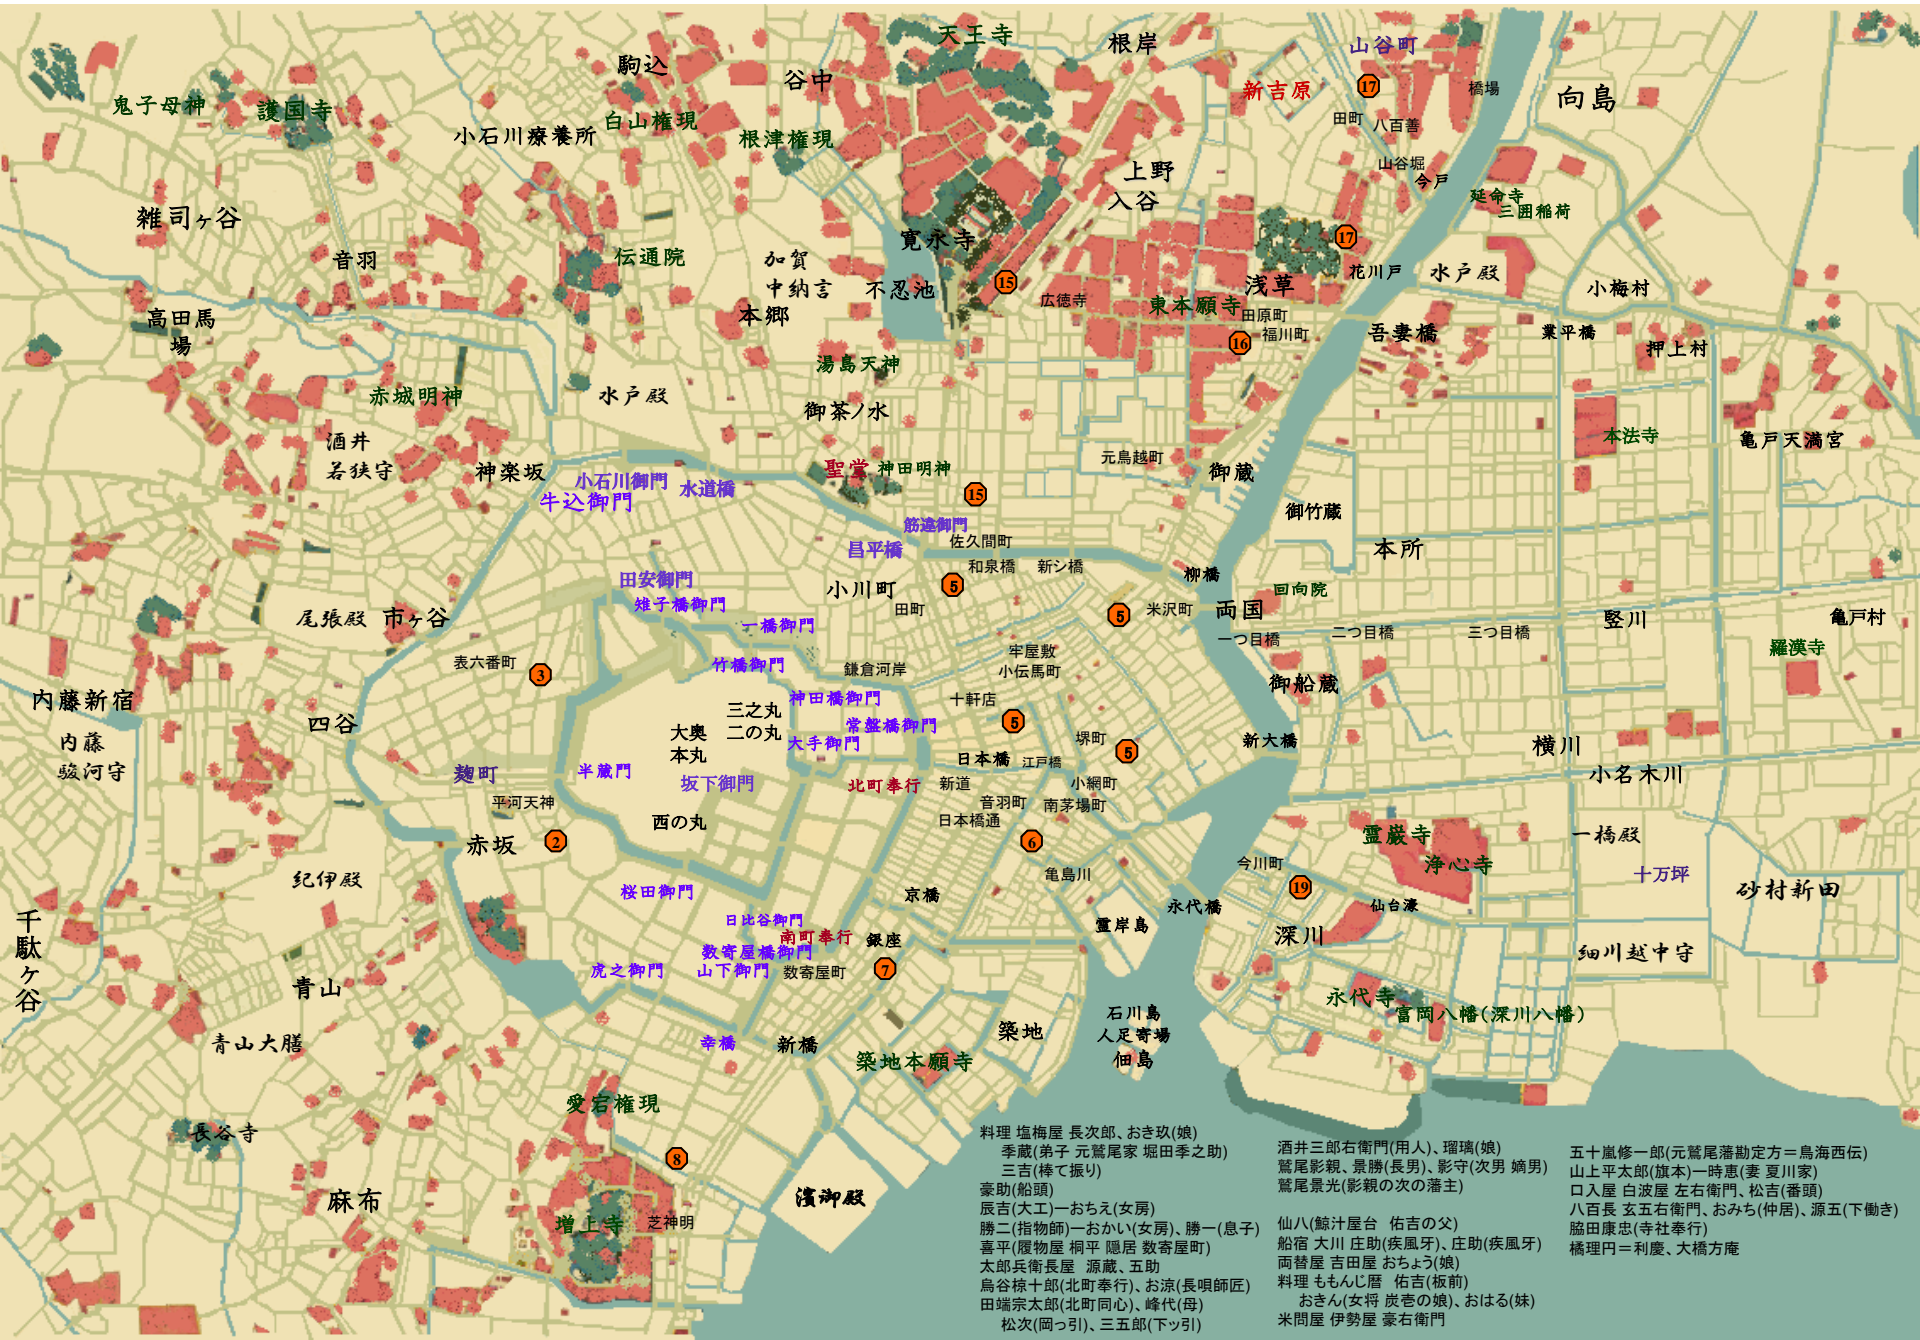 天王寺
根岸
山谷町
駒込
谷中
新吉原
17
橋場
向島
鬼子母神
護国寺
小石川療養所
白山権現
根津権現
田町
八百善
山谷堀
今戸
上野
入谷
延命寺
三囲稲荷
雑司ヶ谷
音羽
伝通院
加賀
中納言
本郷
寛永寺
不忍池
15
広徳寺
17
浅草
花川戸
水戸殿
小梅村
東本願寺
田原町
福川町
16
吾妻橋
業平橋
押上村
高田馬
場
赤城明神
水戸殿
湯島天神
御茶ノ水
酒井
若狭守
神楽坂
小石川御門
牛込御門
水道橋
聖堂
神田明神
15
元鳥越町
御蔵
御竹蔵
本法寺
亀戸天満宮
筋違御門
昌平橋
佐久間町
和泉橋
新シ橋
本所
柳橋
田安御門
雉子橋御門
小川町
田町
5
5
米沢町
両国
回向院
竪川
亀戸村
尾張殿
市ヶ谷
一橋御門
一つ目橋
二つ目橋
三つ目橋
羅漢寺
表六番町
3
竹橋御門
鎌倉河岸
牢屋敷
小伝馬町
御船蔵
内藤新宿
四谷
神田橋御門
十軒店
三之丸
二の丸
大奥
本丸
常盤橋御門
大手御門
5
堺町
5
新大橋
横川
内藤
駿河守
麹町
半蔵門
坂下御門
北町奉行
日本橋
江戸橋
新道
小網町
小名木川
平河天神
音羽町
南茅場町
日本橋通
西の丸
赤坂
2
6
霊巌寺
浄心寺
一橋殿
紀伊殿
桜田御門
亀島川
今川町
19
十万坪
砂村新田
京橋
永代橋
仙台濠
千駄ヶ谷
日比谷御門
南町奉行
銀座
霊岸島
深川
数寄屋橋御門
細川越中守
虎之御門
山下御門
数寄屋町
7
青山
永代寺
富岡八幡(深川八幡)
石川島
人足寄場
佃島
青山大膳
幸橋
新橋
築地
築地本願寺
愛宕権現
長谷寺
8
麻布
濱御殿
増上寺
芝神明
料理 塩梅屋 長次郎、おき玖(娘)
季蔵(弟子 元鷲尾家 堀田季之助)
三吉(棒て振り)
豪助(船頭)
辰吉(大工)ーおちえ(女房)
勝二(指物師)ーおかい(女房)、勝一(息子)
喜平(履物屋 桐平 隠居 数寄屋町)
太郎兵衛長屋 源蔵、五助
烏谷椋十郎(北町奉行)、お涼(長唄師匠)
田端宗太郎(北町同心)、峰代(母)
松次(岡っ引)、三五郎(下ッ引)
酒井三郎右衛門(用人)、瑠璃(娘)
鷲尾影親、景勝(長男)、影守(次男 嫡男)
鷲尾景光(影親の次の藩主)
仙八(鯨汁屋台 佑吉の父)
船宿 大川 庄助(疾風牙)、庄助(疾風牙)
両替屋 吉田屋 おちょう(娘)
料理 ももんじ暦 佑吉(板前)
おきん(女将 炭壱の娘)、おはる(妹)
米問屋 伊勢屋 豪右衛門
五十嵐修一郎(元鷲尾藩勘定方＝鳥海西伝)
山上平太郎(旗本)ー時恵(妻 夏川家)
口入屋 白波屋 左右衛門、松吉(番頭)
八百長 玄五右衛門、おみち(仲居)、源五(下働き)
脇田康忠(寺社奉行)
橘理円＝利慶、大橋方庵